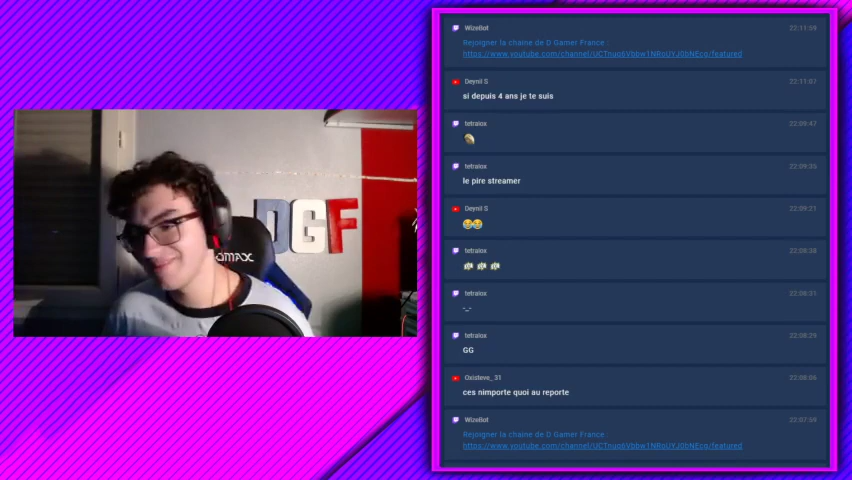 DGF
WizeBot 22:11:59
Rejoigner la chaine de D Gamer France :
Deynil S 22:11:07
si depuis 4 ans je te suis
tetralox 22:09:47
tetralox 22:09:35
le pire streamer
Deynil S 22:09:21
tetralox 22:08:38
tetralox 22:08:31
-_-
tetralox 22:08:29
GG
Oxisteve_31 22:08:06
ces nimporte quoi au reporte
WizeBot 22:07:59
Rejoigner la chaine de D Gamer France :